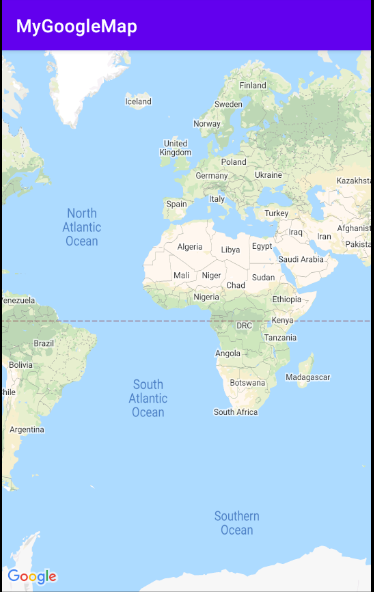 MyGoogleMap
Finland
Iceland
Sweden
Norway
United
Kingdom
Poland
Germany
Ukraine
Kazakhsta
Spain
Italy
Turkey
North
Atlantic
Ocean
Iraq
Iran
Afghanist
Pakista
Algeria
Libya
Egypt
Saudi Arabia
Mali
Niger
Chad
Sudan
Nigeria
Ethiopia
enezuela
DRC
Kenya
Brazil
Tanzania
Bolivia
Angola
South
Atlantic
Ocean
Botswana
Madagascar
hile
South Africa
Argentina
Southern
Ocean
Google